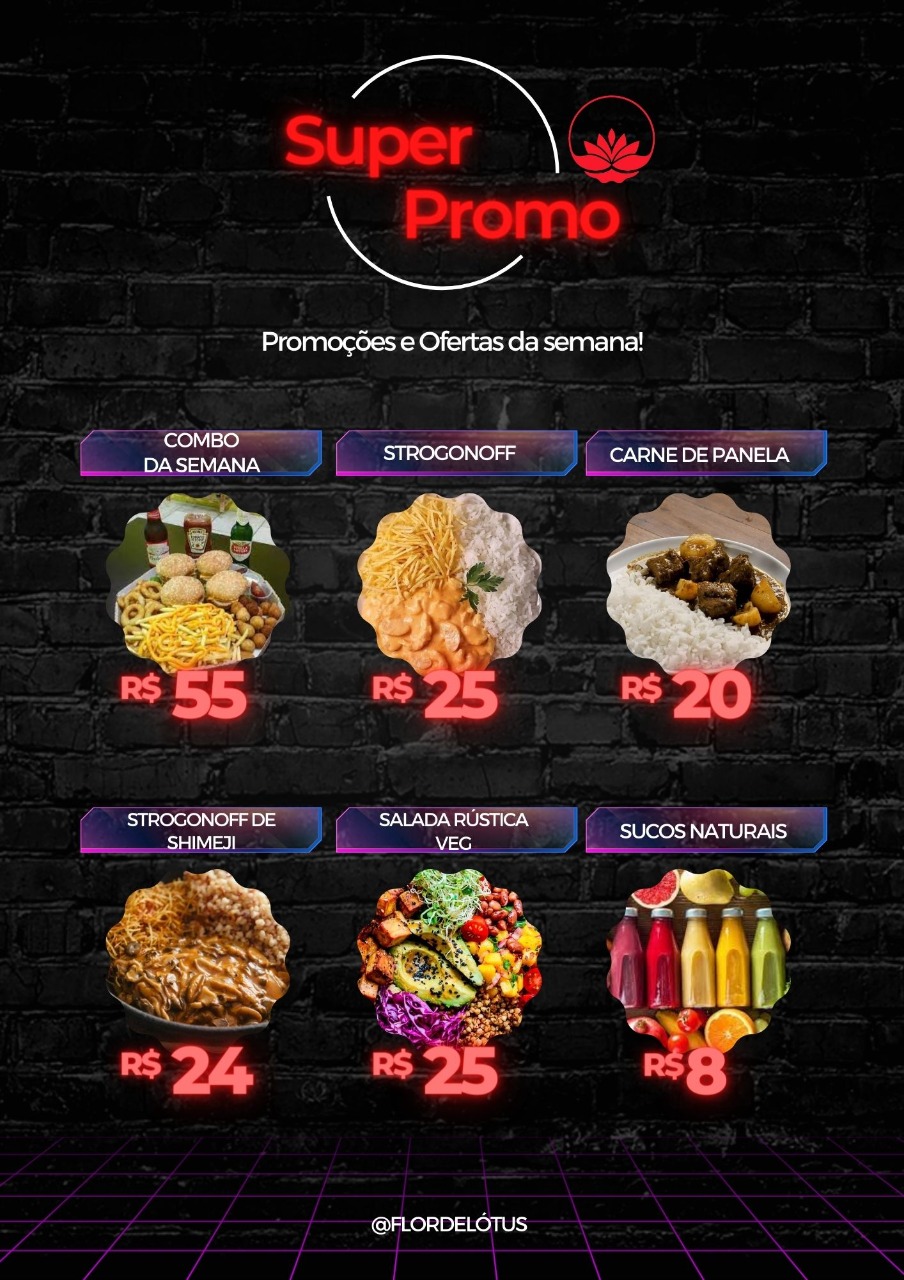 Super
Promo
Promoções e Ofertas da semana!
COMBO
DA SEMANA
STROGONOFF
CARNE DE PANELA
R$ 55
R$ 25
R$ 20
STROGONOFF DE
SHIMEJI
SALADA RÚSTICA
VEG
SUCOS NATURAIS
R$ 24
R$ 25
R$ 8
@FLORDELÓTUS